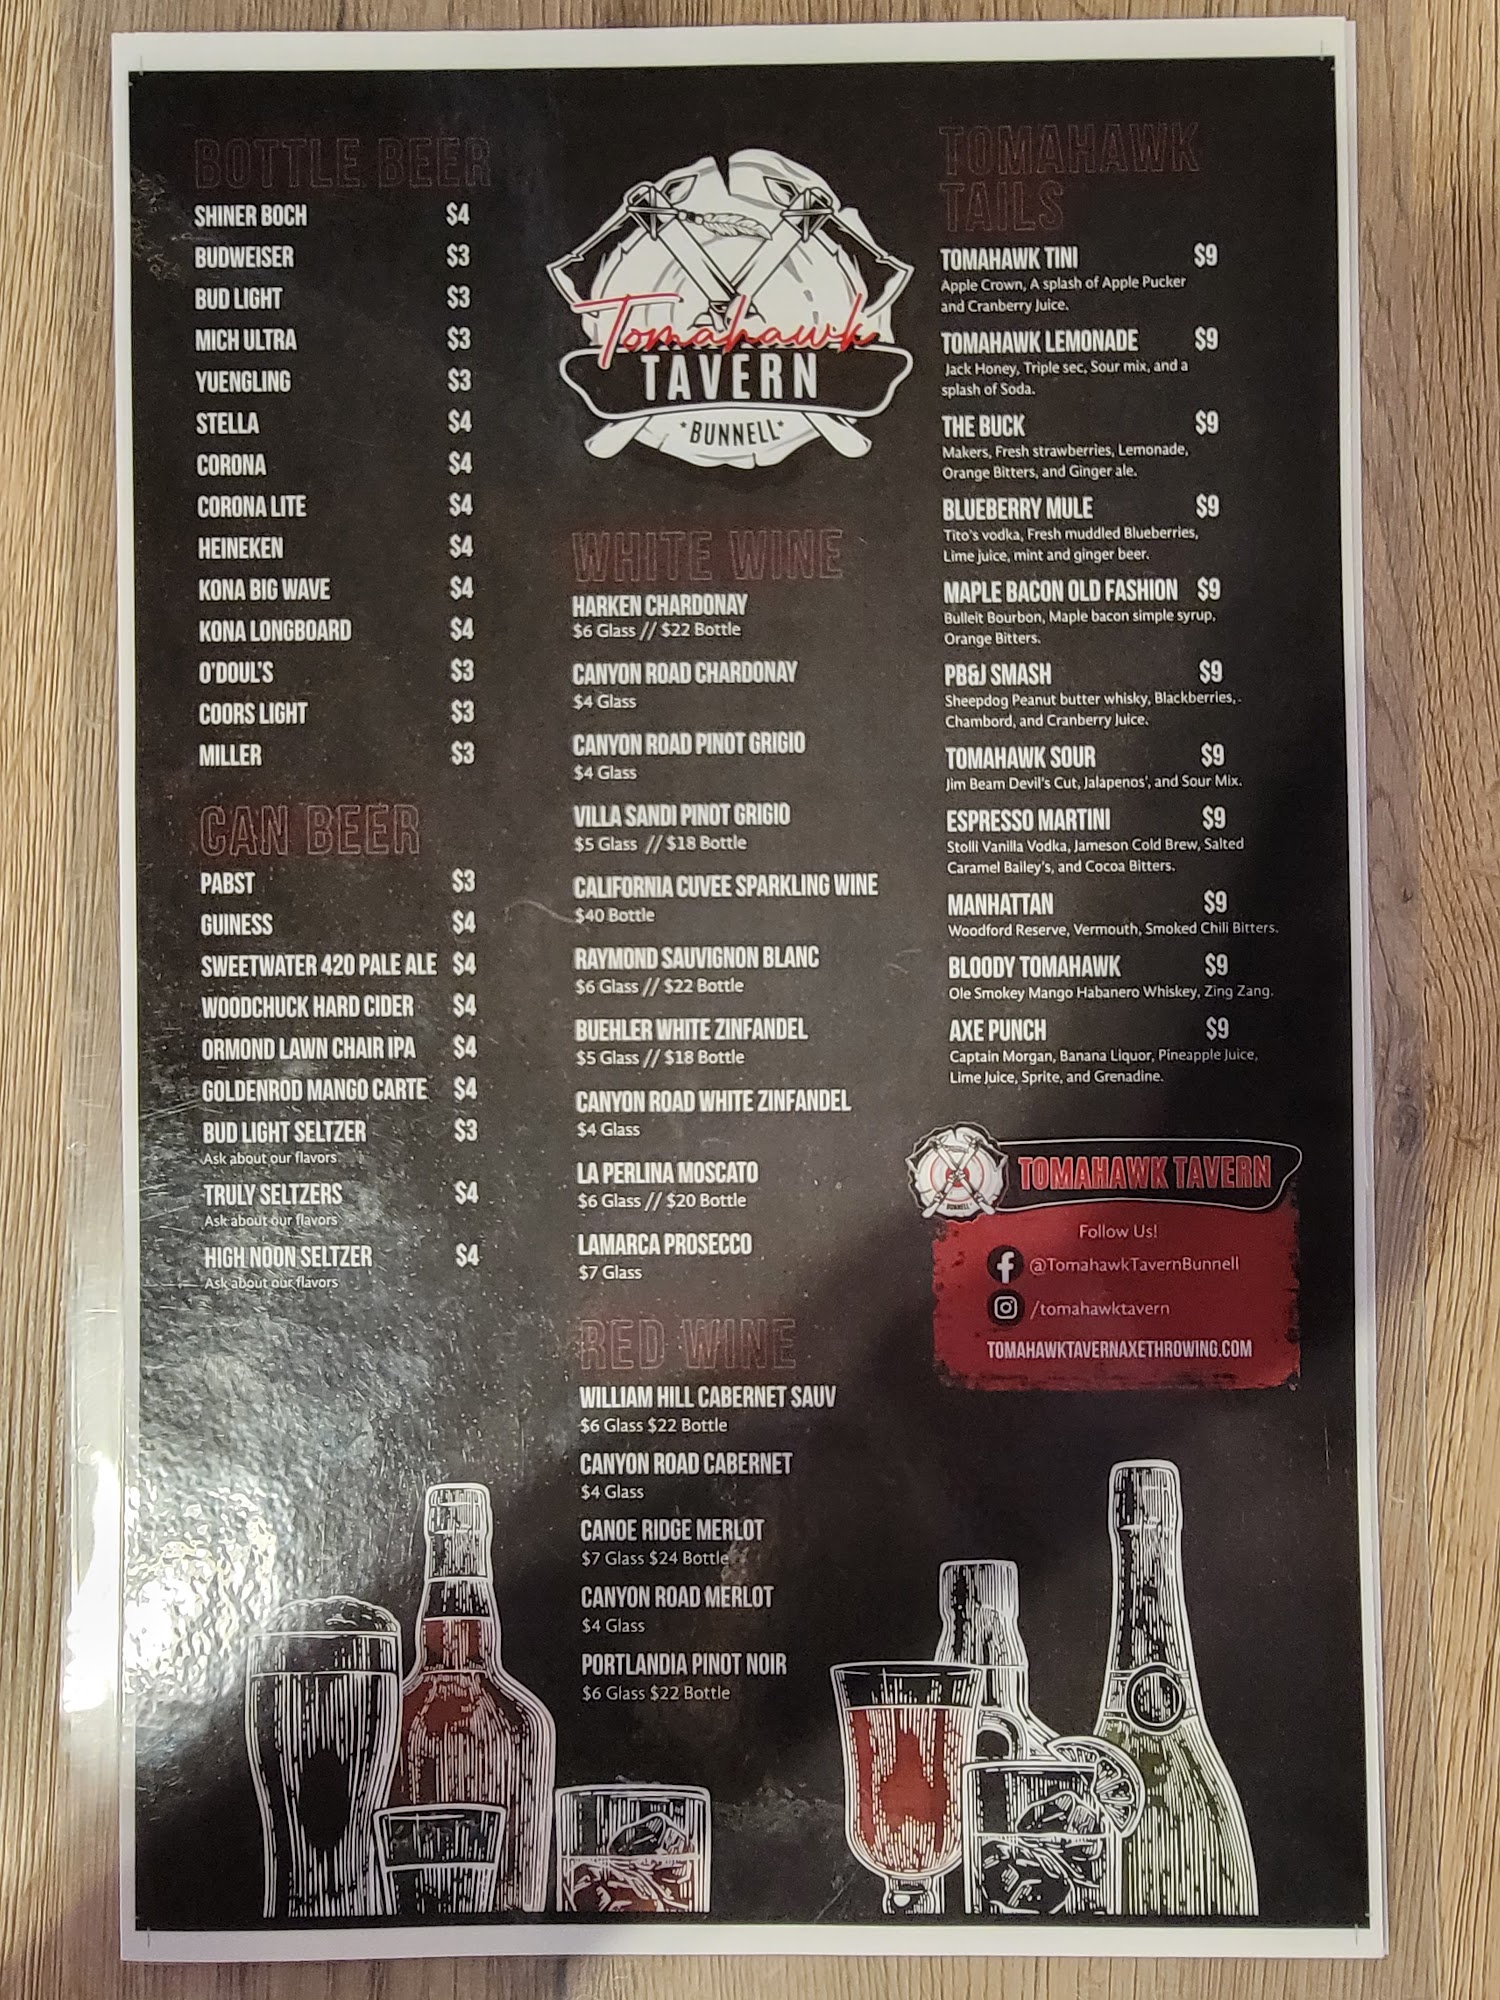 BOTTLE BEER
SHINER BOCH $4
BUDWEISER $3
BUD LIGHT $3
MICH ULTRA $3
YUENGLING $3
STELLA $4
CORONA $4
CORONA LITE $4
HEINEKEN $4
KONA BIG WAVE $4
KONA LONGBOARD $4
O'DOUL'S $3
COORS LIGHT $3
MILLER $3
CAN BEER
PABST $3
GUINESS $4
SWEETWATER 420 PALE ALE $4
WOODCHUCK HARD CIDER $4
ORMOND LAWN CHAIR IPA $4
GOLDENROD MANGO CARTE $4
BUD LIGHT SELTZER $3
Ask about our flavors
TRULY SELTZERS $4
Ask about our flavors
HIGH NOON SELTZER $4
Ask about our flavors
Tomahawk
TAVERN
*BUNNELL*
WHITE WINE
HARKEN CHARDONAY
$6 Glass // $22 Bottle
CANYON ROAD CHARDONAY
$4 Glass
CANYON ROAD PINOT GRIGIO
$4 Glass
VILLA SANDI PINOT GRIGIO
$5 Glass // $18 Bottle
CALIFORNIA CUVEE SPARKLING WINE
$40 Bottle
RAYMOND SAUVIGNON BLANC
$6 Glass // $22 Bottle
BUEHLER WHITE ZINFANDEL
$5 Glass // $18 Bottle
CANYON ROAD WHITE ZINFANDEL
$4 Glass
LA PERLINA MOSCATO
$6 Glass // $20 Bottle
LAMARCA PROSECCO
$7 Glass
RED WINE
WILLIAM HILL CABERNET SAUV
$6 Glass $22 Bottle
CANYON ROAD CABERNET
$4 Glass
CANOE RIDGE MERLOT
$7 Glass $24 Bottle
CANYON ROAD MERLOT
$4 Glass
PORTLANDIA PINOT NOIR
$6 Glass $22 Bottle
TOMAHAWK
TAILS
TOMAHAWK TINI $9
Apple Crown, A splash of Apple Pucker
and Cranberry Juice.
TOMAHAWK LEMONADE $9
Jack Honey, Triple sec, Sour mix, and a
splash of Soda.
THE BUCK $9
Makers, Fresh strawberries, Lemonade,
Orange Bitters, and Ginger ale.
BLUEBERRY MULE $9
Tito's vodka, Fresh muddled Blueberries,
Lime juice, mint and ginger beer.
MAPLE BACON OLD FASHION $9
Bulleit Bourbon, Maple bacon simple syrup,
Orange Bitters.
PB&J SMASH $9
Sheepdog Peanut butter whisky, Blackberries,
Chambord, and Cranberry Juice.
TOMAHAWK SOUR $9
Jim Beam Devil's Cut, Jalapenos', and Sour Mix.
ESPRESSO MARTINI $9
Stolli Vanilla Vodka, Jameson Cold Brew, Salted
Caramel Bailey's, and Cocoa Bitters.
MANHATTAN $9
Woodford Reserve, Vermouth, Smoked Chili Bitters.
BLOODY TOMAHAWK $9
Ole Smokey Mango Habanero Whiskey, Zing Zang.
AXE PUNCH $9
Captain Morgan, Banana Liquor, Pineapple Juice,
Lime Juice, Sprite, and Grenadine.
BUNNELL
TOMAHAWK TAVERN
Follow Us!
@TomahawkTavernBunnell
/tomahawktavern
TOMAHAWKTAVERNAXETHROWING.COM